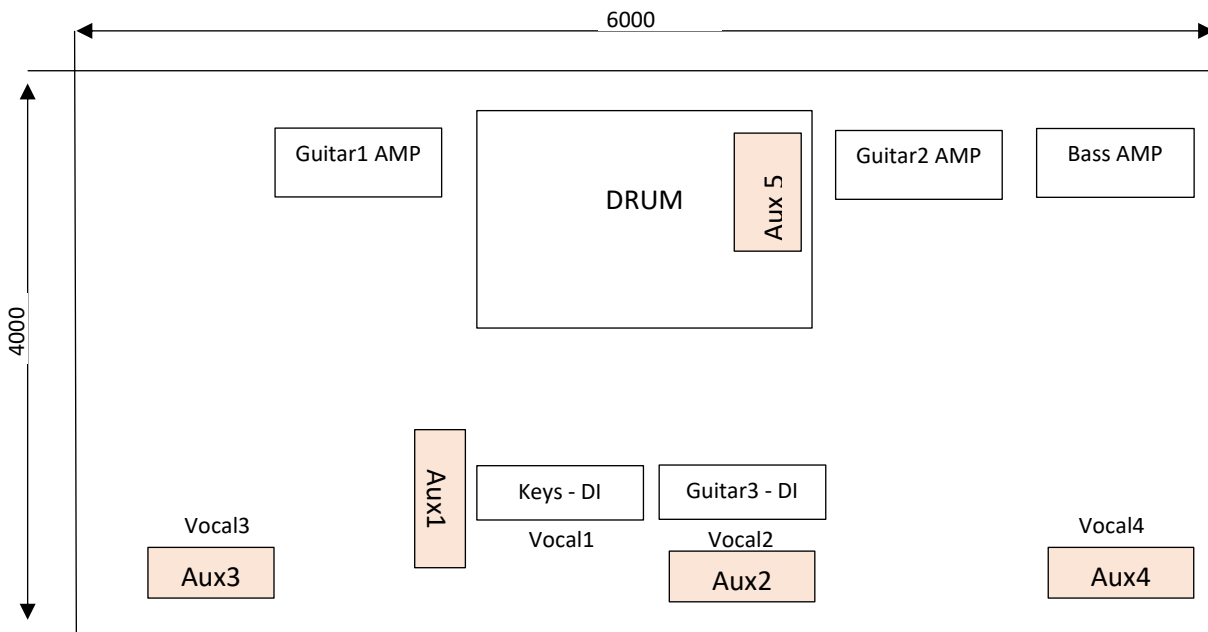 6000
4000
Guitar1 AMP
DRUM
Aux 5
Guitar2 AMP
Bass AMP
Aux1
Keys - DI
Guitar3 - DI
Vocal3
Vocal1
Vocal2
Vocal4
Aux3
Aux2
Aux4